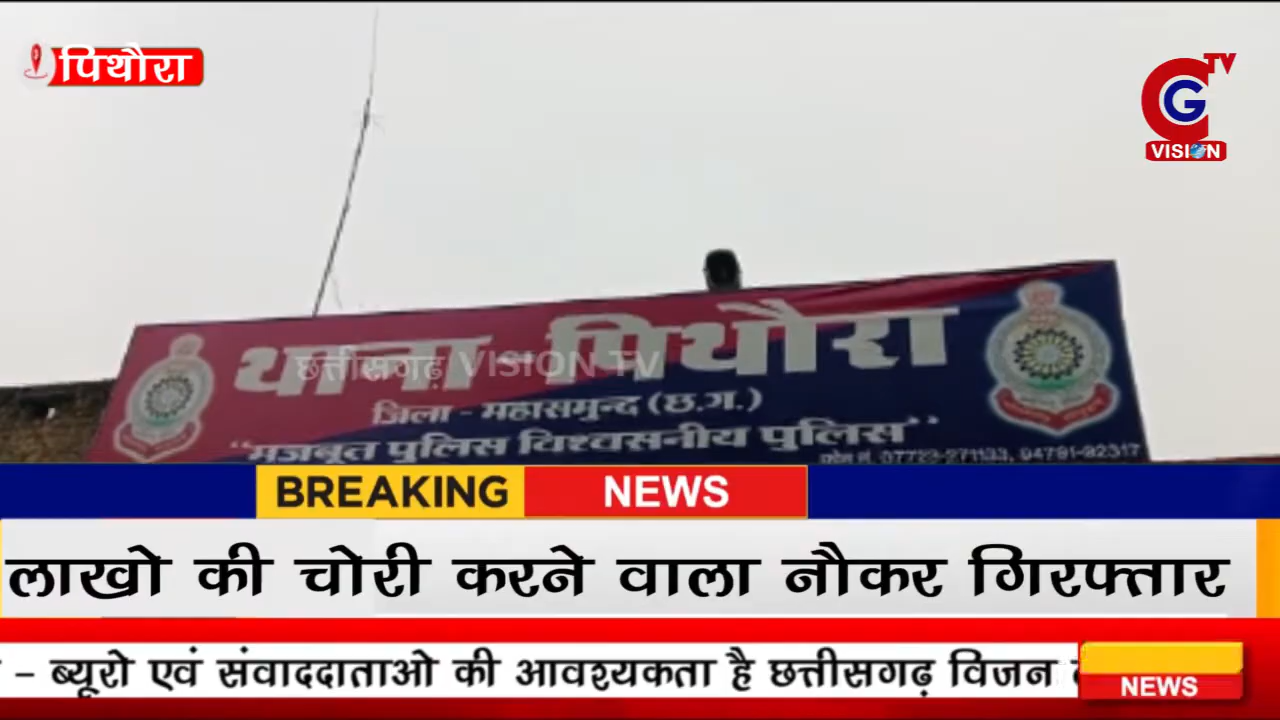 पिथौरा
CG TV
VISION
थाना-पिथौरा
छत्तीसगढ़ VISION TV
जिला - महासमुन्द (छ.ग.)
“मजबूत पुलिस विश्वसनीय पुलिस”
फोन नं. 07723-271133, 94791-92317
BREAKING NEWS
लाखो की चोरी करने वाला नौकर गिरफ्तार
- ब्यूरो एवं संवाददाताओ की आवश्यकता है छत्तीसगढ़ विजन
NEWS